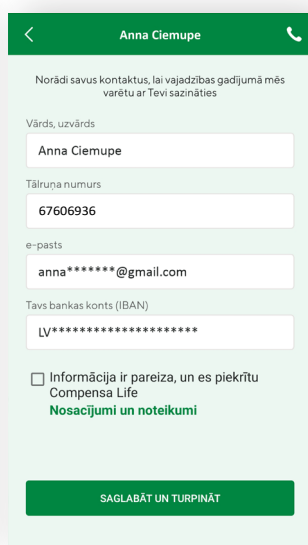 Anna Ciemupe
Norādi savus kontaktus, lai vajadzības gadījumā mēs
varētu ar Tevi sazināties
Vārds, uzvārds
Anna Ciemupe
Tālruņa numurs
67606936
e-pasts
anna*******@gmail.com
Tavs bankas konts (IBAN)
LV*********************
Informācija ir pareiza, un es piekrītu
Compensa Life
Nosacījumi un noteikumi
SAGLABĀT UN TURPINĀT